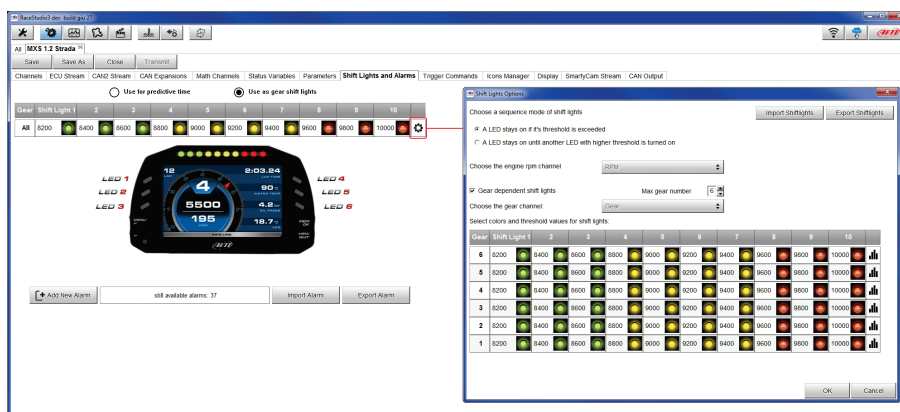 RaceStudio3 dev build giu 27
All MXS 1.2 Strada
Save Save As Close Transmit
Channels ECU Stream CAN2 Stream CAN Expansions Math Channels Status Variables Parameters Shift Lights and Alarms Trigger Commands Icons Manager Display SmartyCam Stream CAN Output
Use for predictive time Use as gear shift lights
Gear Shift Light 1 2 3 4 5 6 7 8 9 10
All 8200 8400 8600 8800 9000 9200 9400 9600 9800 10000
LED 1
LED 2
LED 3
LED 4
LED 5
LED 6
12 2:03.24
4 90
5500 4.2
195 18.7
AiM
Add New Alarm still available alarms: 37 Import Alarm Export Alarm
Shift Lights Options
Choose a sequence mode of shift lights Import Shiftlights Export Shiftlights
A LED stays on if it's threshold is exceeded
A LED stays on until another LED with higher threshold is turned on
Choose the engine rpm channel RPM
Gear dependent shift lights Max gear number 6
Choose the gear channel: Gear
Select colors and threshold values for shift lights:
Gear Shift Light 1 2 3 4 5 6 7 8 9 10
6 8200 8400 8600 8800 9000 9200 9400 9600 9800 10000
5 8200 8400 8600 8800 9000 9200 9400 9600 9800 10000
4 8200 8400 8600 8800 9000 9200 9400 9600 9800 10000
3 8200 8400 8600 8800 9000 9200 9400 9600 9800 10000
2 8200 8400 8600 8800 9000 9200 9400 9600 9800 10000
1 8200 8400 8600 8800 9000 9200 9400 9600 9800 10000
OK Cancel